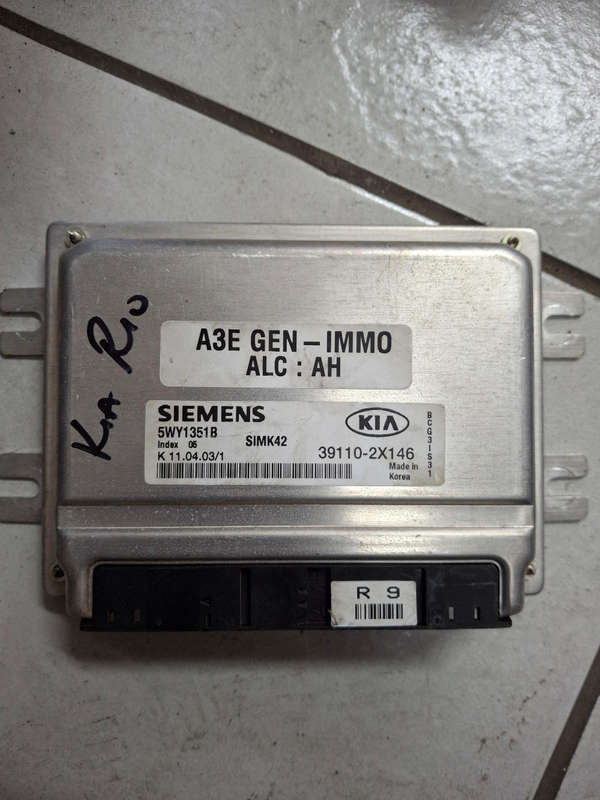 KIA RIO
A3E GEN – IMMO
ALC : AH
SIEMENS
5WY1351B
Index 06
SIMK42
K 11.04.03/1
KIA
39110-2X146
Made in
Korea
BCG3IS31
R 9